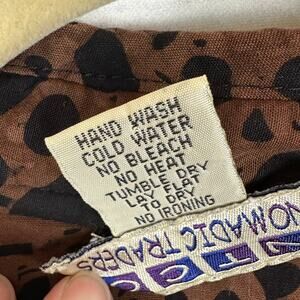 HAND WASH
COLD WATER
NO BLEACH
NO HEAT
TUMBLE DRY
LAY FLAT
TO DRY
NO IRONING
NOMADIC TRADERS